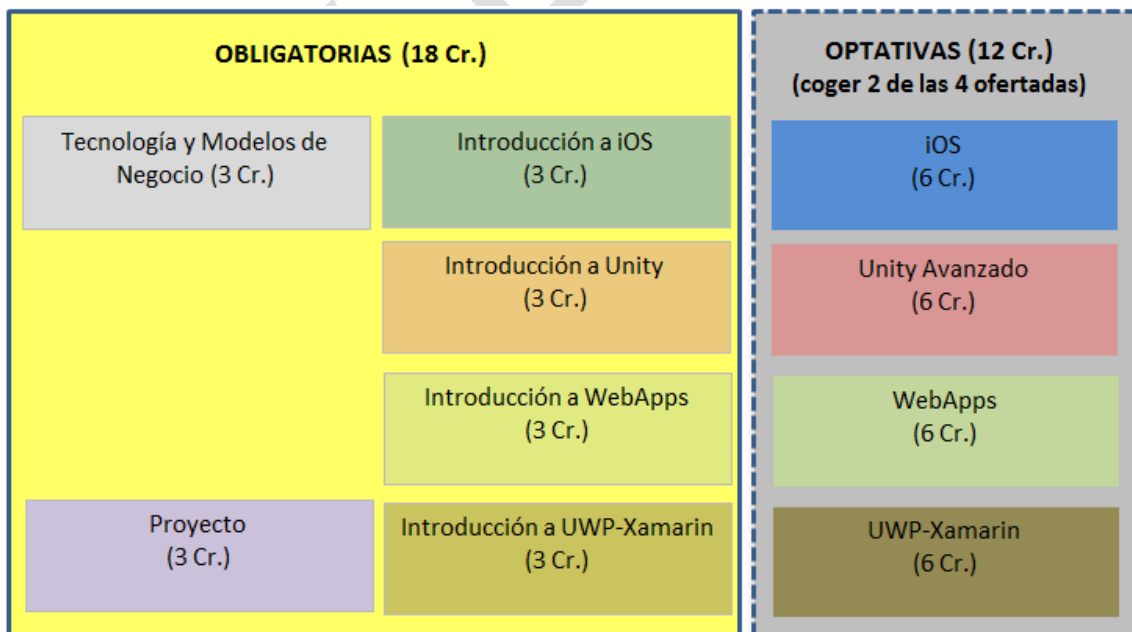 OBLIGATORIAS (18 Cr.)
Tecnología y Modelos de
Negocio (3 Cr.)
Introducción a iOS
(3 Cr.)
Introducción a Unity
(3 Cr.)
Introducción a WebApps
(3 Cr.)
Proyecto
(3 Cr.)
Introducción a UWP-Xamarin
(3 Cr.)
OPTATIVAS (12 Cr.)
(coger 2 de las 4 ofertadas)
iOS
(6 Cr.)
Unity Avanzado
(6 Cr.)
WebApps
(6 Cr.)
UWP-Xamarin
(6 Cr.)